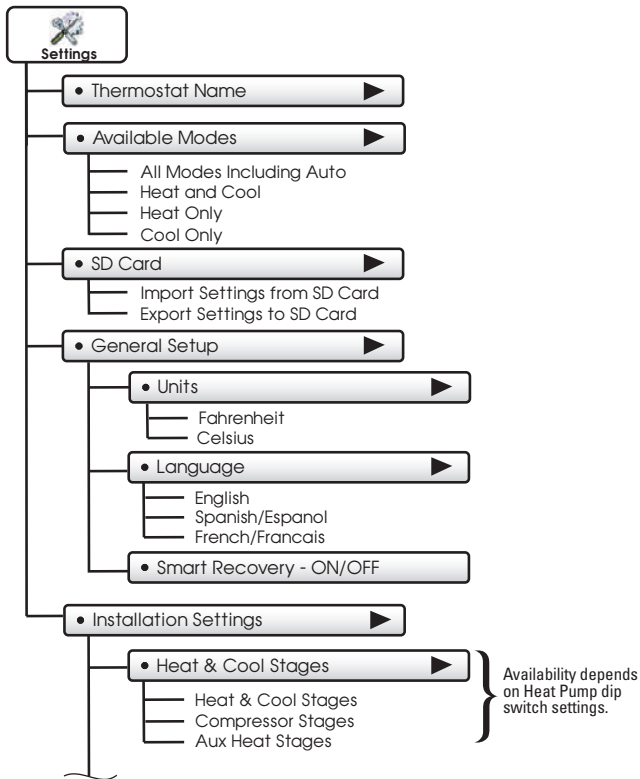 Settings
• Thermostat Name
• Available Modes
All Modes Including Auto
Heat and Cool
Heat Only
Cool Only
• SD Card
Import Settings from SD Card
Export Settings to SD Card
• General Setup
• Units
Fahrenheit
Celsius
• Language
English
Spanish/Espanol
French/Francais
• Smart Recovery - ON/OFF
• Installation Settings
• Heat & Cool Stages
Heat & Cool Stages
Compressor Stages
Aux Heat Stages
Availability depends
on Heat Pump dip
switch settings.